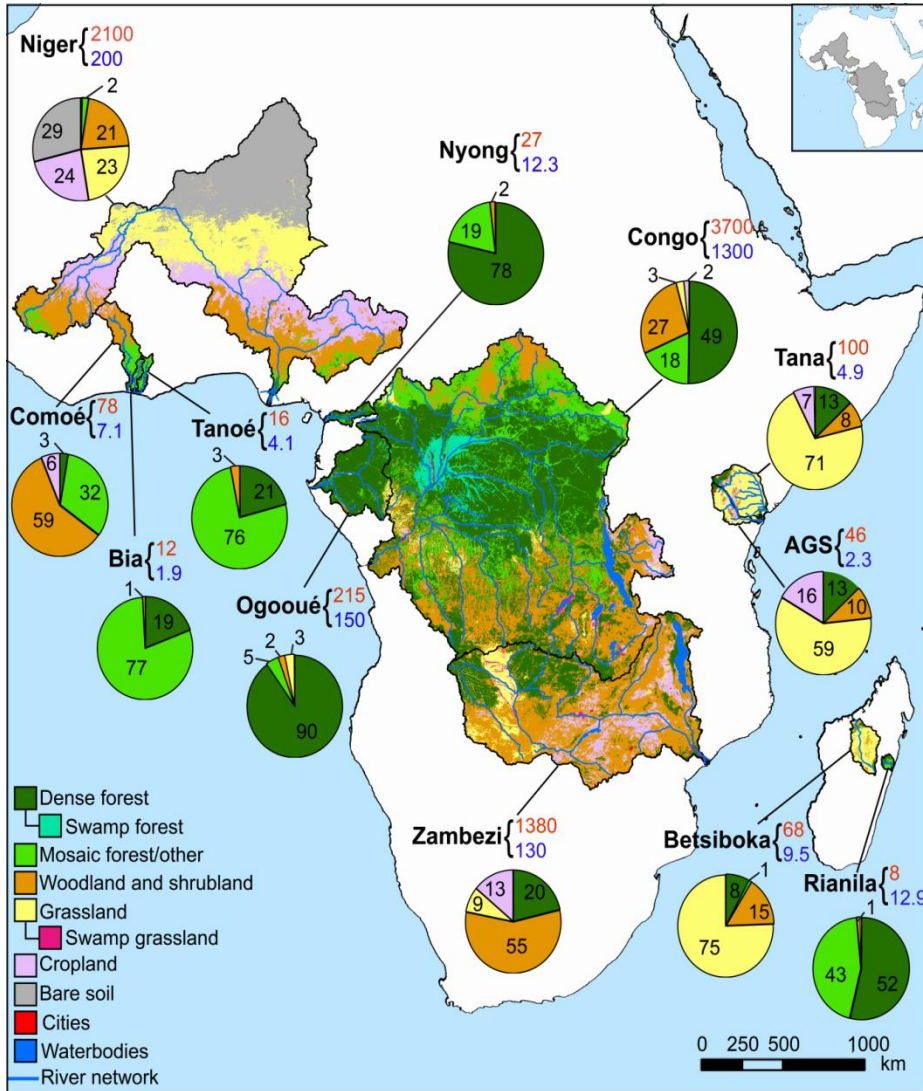 Niger {2100
200
2
29
21
24
23
Nyong {27
12.3
2
19
78
Congo {3700
1300
3
2
27
49
18
Tana {100
4.9
7
13
8
71
Comoé {78
7.1
3
6
32
59
Tanoé {16
4.1
3
21
76
Bia {12
1.9
1
19
77
Ogooué {215
150
5
2
3
90
AGS {46
2.3
16
13
10
59
Zambezi {1380
130
13
20
9
55
Betsiboka {68
9.5
8
1
15
75
Rianila {8
12.9
1
43
52
Dense forest
Swamp forest
Mosaic forest/other
Woodland and shrubland
Grassland
Swamp grassland
Cropland
Bare soil
Cities
Waterbodies
River network
0 250 500 1000
km